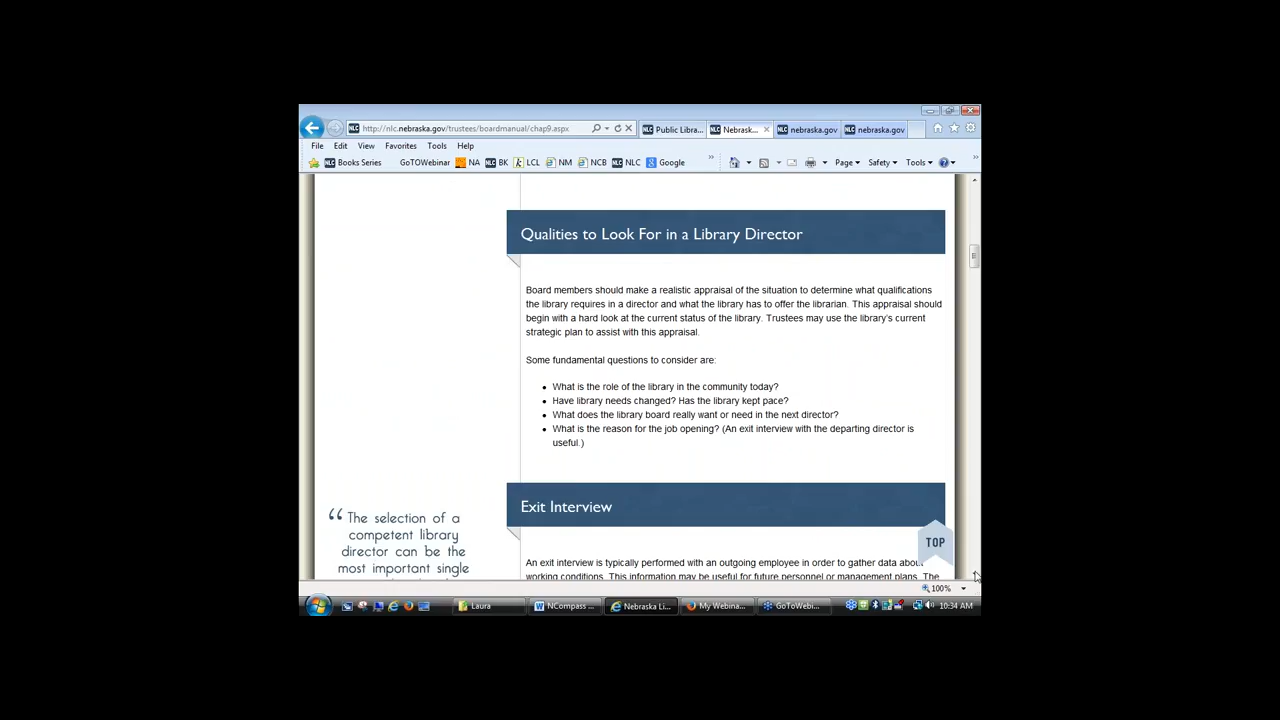 http://nlc.nebraska.gov/trustees/boardmanual/chap9.aspx
Public Libra...
Nebrask...
nebraska.gov
nebraska.gov
File Edit View Favorites Tools Help
Books Series GoTOWebinar NA BK LCL NM NCB NLC Google
Page Safety Tools
Qualities to Look For in a Library Director
Board members should make a realistic appraisal of the situation to determine what qualifications
the library requires in a director and what the library has to offer the librarian. This appraisal should
begin with a hard look at the current status of the library. Trustees may use the library's current
strategic plan to assist with this appraisal.
Some fundamental questions to consider are:
• What is the role of the library in the community today?
• Have library needs changed? Has the library kept pace?
• What does the library board really want or need in the next director?
• What is the reason for the job opening? (An exit interview with the departing director is
useful.)
“ The selection of a
competent library
director can be the
most important single
Exit Interview
TOP
An exit interview is typically performed with an outgoing employee in order to gather data about
working conditions. This information may be useful for future personnel or management plans. The
100%
Laura
NCompass ...
Nebraska Li...
My Webina...
GoToWebi...
10:34 AM